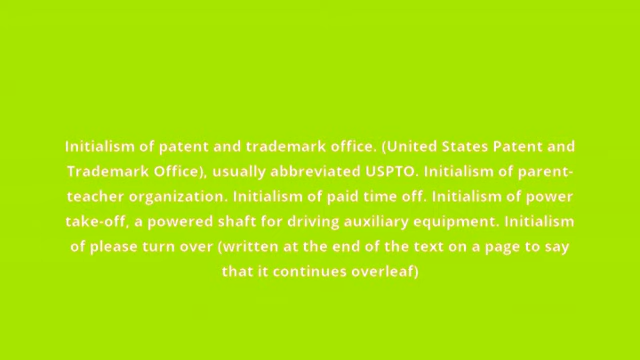 Initialism of patent and trademark office. (United States Patent and
Trademark Office), usually abbreviated USPTO. Initialism of parent-
teacher organization. Initialism of paid time off. Initialism of power
take-off, a powered shaft for driving auxiliary equipment. Initialism
of please turn over (written at the end of the text on a page to say
that it continues overleaf)